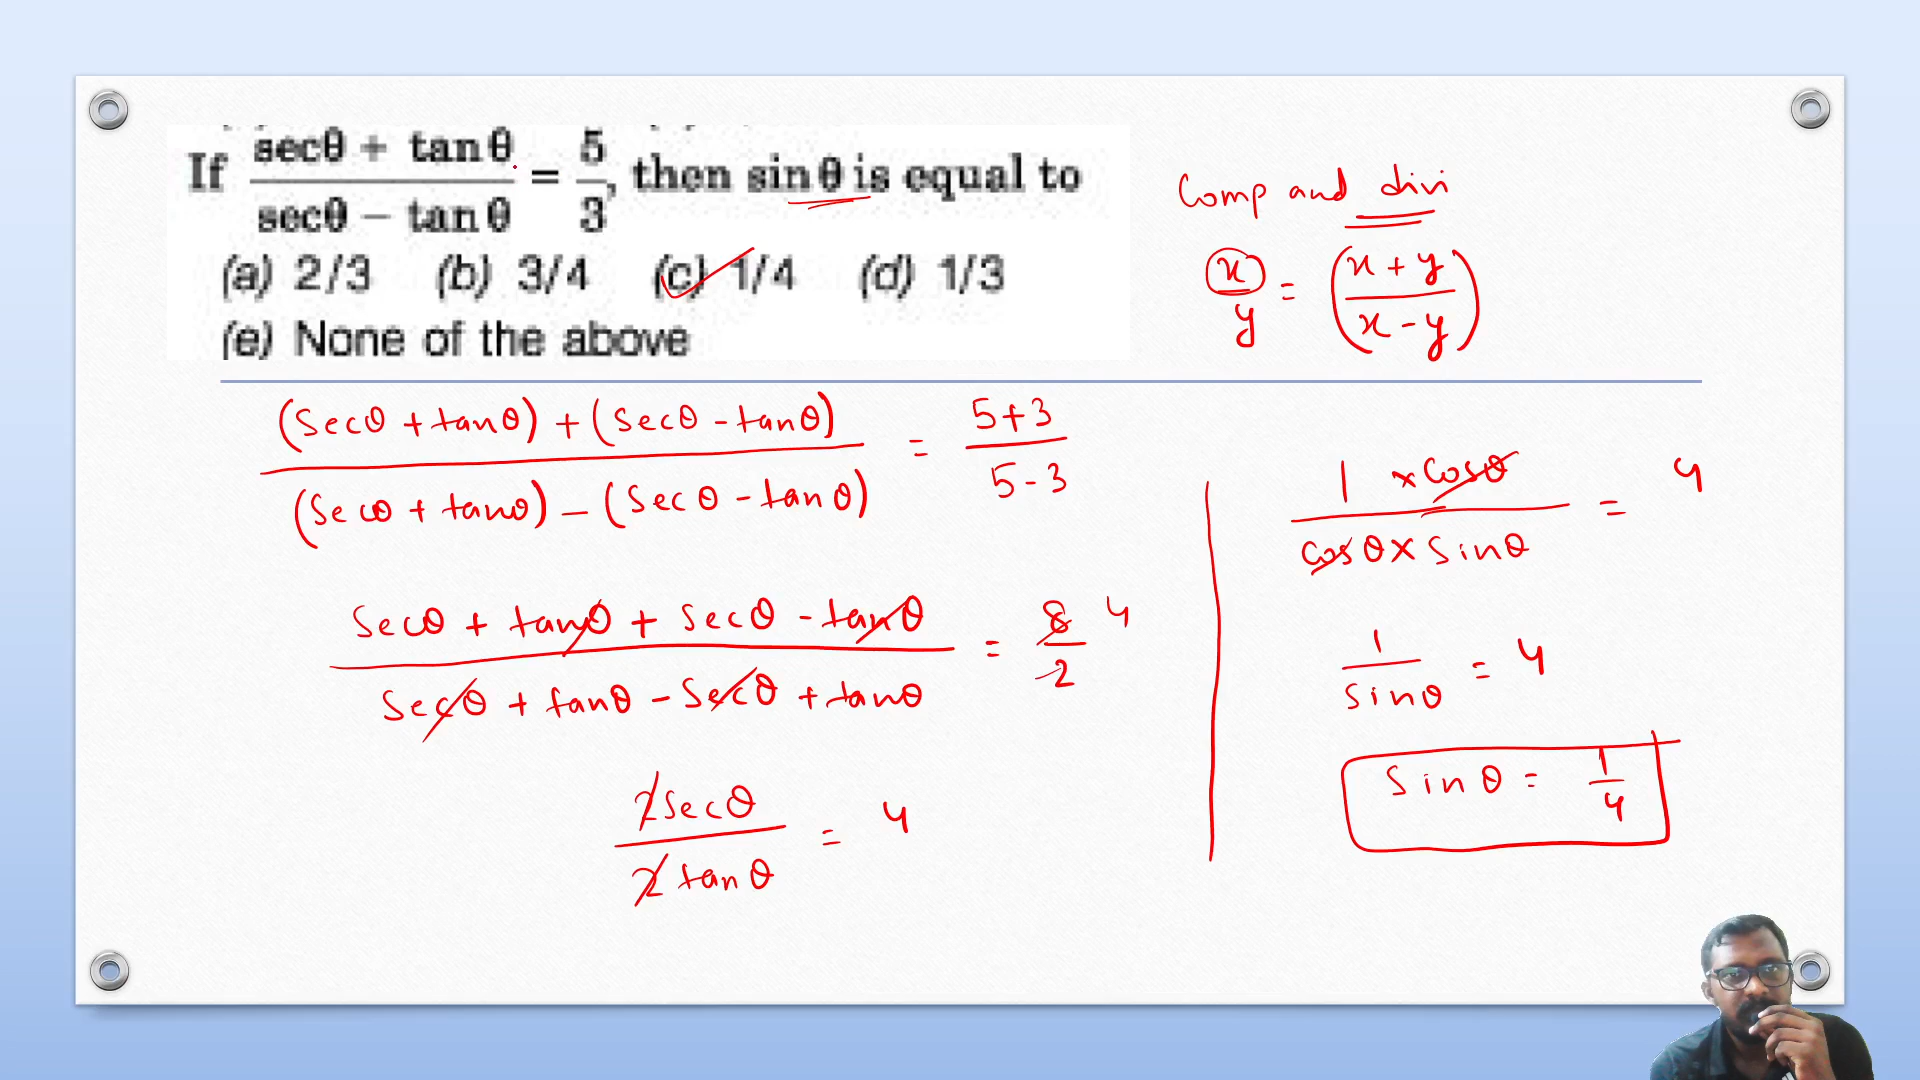 If (secθ + tanθ)/(secθ − tanθ) = 5/3, then sinθ is equal to
(a) 2/3 (b) 3/4 (c) 1/4 (d) 1/3
(e) None of the above
Comp and divi
x/y = ((x + y)/(x - y))
((secθ + tanθ) + (secθ - tanθ))/((secθ + tanθ) - (secθ - tanθ)) = (5+3)/(5-3)
(secθ + tanθ + secθ - tanθ)/(secθ + tanθ - secθ + tanθ) = 8/2 4
2secθ/2tanθ = 4
(1 × cosθ)/(cosθ × sinθ) = 4
1/sinθ = 4
sinθ = 1/4